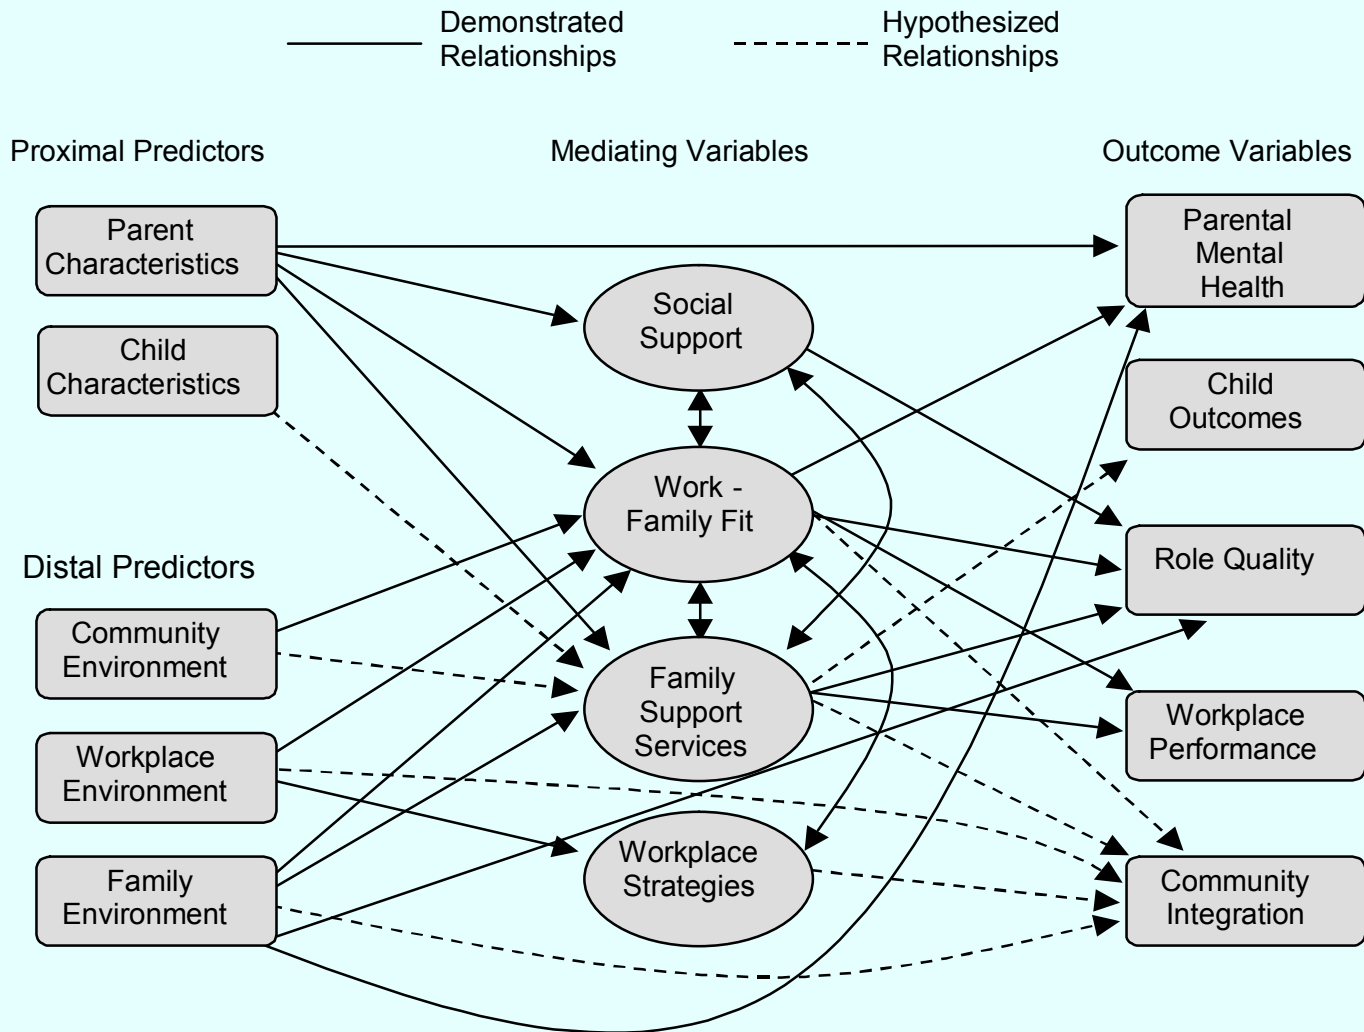 Demonstrated
Relationships
Hypothesized
Relationships
Proximal Predictors
Mediating Variables
Outcome Variables
Parent
Characteristics
Child
Characteristics
Distal Predictors
Community
Environment
Workplace
Environment
Family
Environment
Social
Support
Work -
Family Fit
Family
Support
Services
Workplace
Strategies
Parental
Mental
Health
Child
Outcomes
Role Quality
Workplace
Performance
Community
Integration